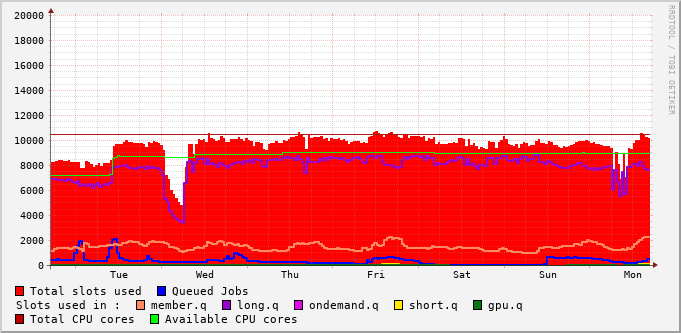 20000
18000
16000
14000
12000
10000
8000
6000
4000
2000
0
Tue Wed Thu Fri Sat Sun Mon
RRDTOOL / TOBI OETIKER
Total slots used Queued Jobs
Slots used in : member.q long.q ondemand.q short.q gpu.q
Total CPU cores Available CPU cores